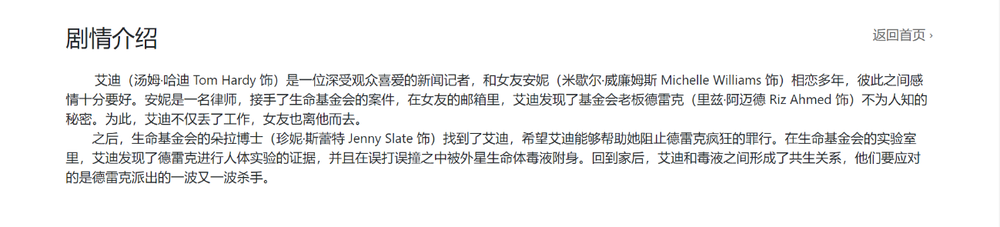 剧情介绍
返回首页 ›
艾迪（汤姆·哈迪 Tom Hardy 饰）是一位深受观众喜爱的新闻记者，和女友安妮（米歇尔·威廉姆斯 Michelle Williams 饰）相恋多年，彼此之间感
情十分要好。安妮是一名律师，接手了生命基金会的案件，在女友的邮箱里，艾迪发现了基金会老板德雷克（里兹·阿迈德 Riz Ahmed 饰）不为人知的
秘密。为此，艾迪不仅丢了工作，女友也离他而去。
之后，生命基金会的朵拉博士（珍妮·斯蕾特 Jenny Slate 饰）找到了艾迪，希望艾迪能够帮助她阻止德雷克疯狂的罪行。在生命基金会的实验室
里，艾迪发现了德雷克进行人体实验的证据，并且在误打误撞之中被外星生命体毒液附身。回到家后，艾迪和毒液之间形成了共生关系，他们要应对
的是德雷克派出的一波又一波杀手。